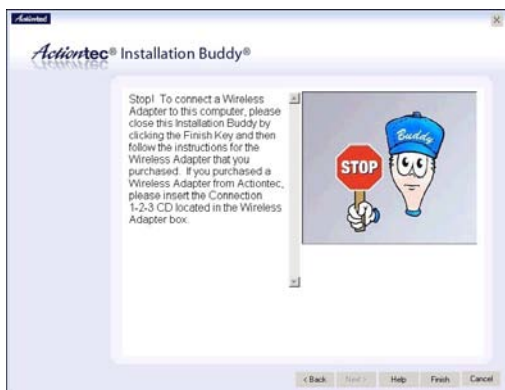 Actiontec
Actiontec® Installation Buddy®
Stop! To connect a Wireless
Adapter to this computer, please
close this Installation Buddy by
clicking the Finish Key and then
follow the instructions for the
Wireless Adapter that you
purchased. If you purchased a
Wireless Adapter from Actiontec,
please insert the Connection
1-2-3 CD located in the Wireless
Adapter box.
Buddy
STOP
< Back Next > Help Finish Cancel